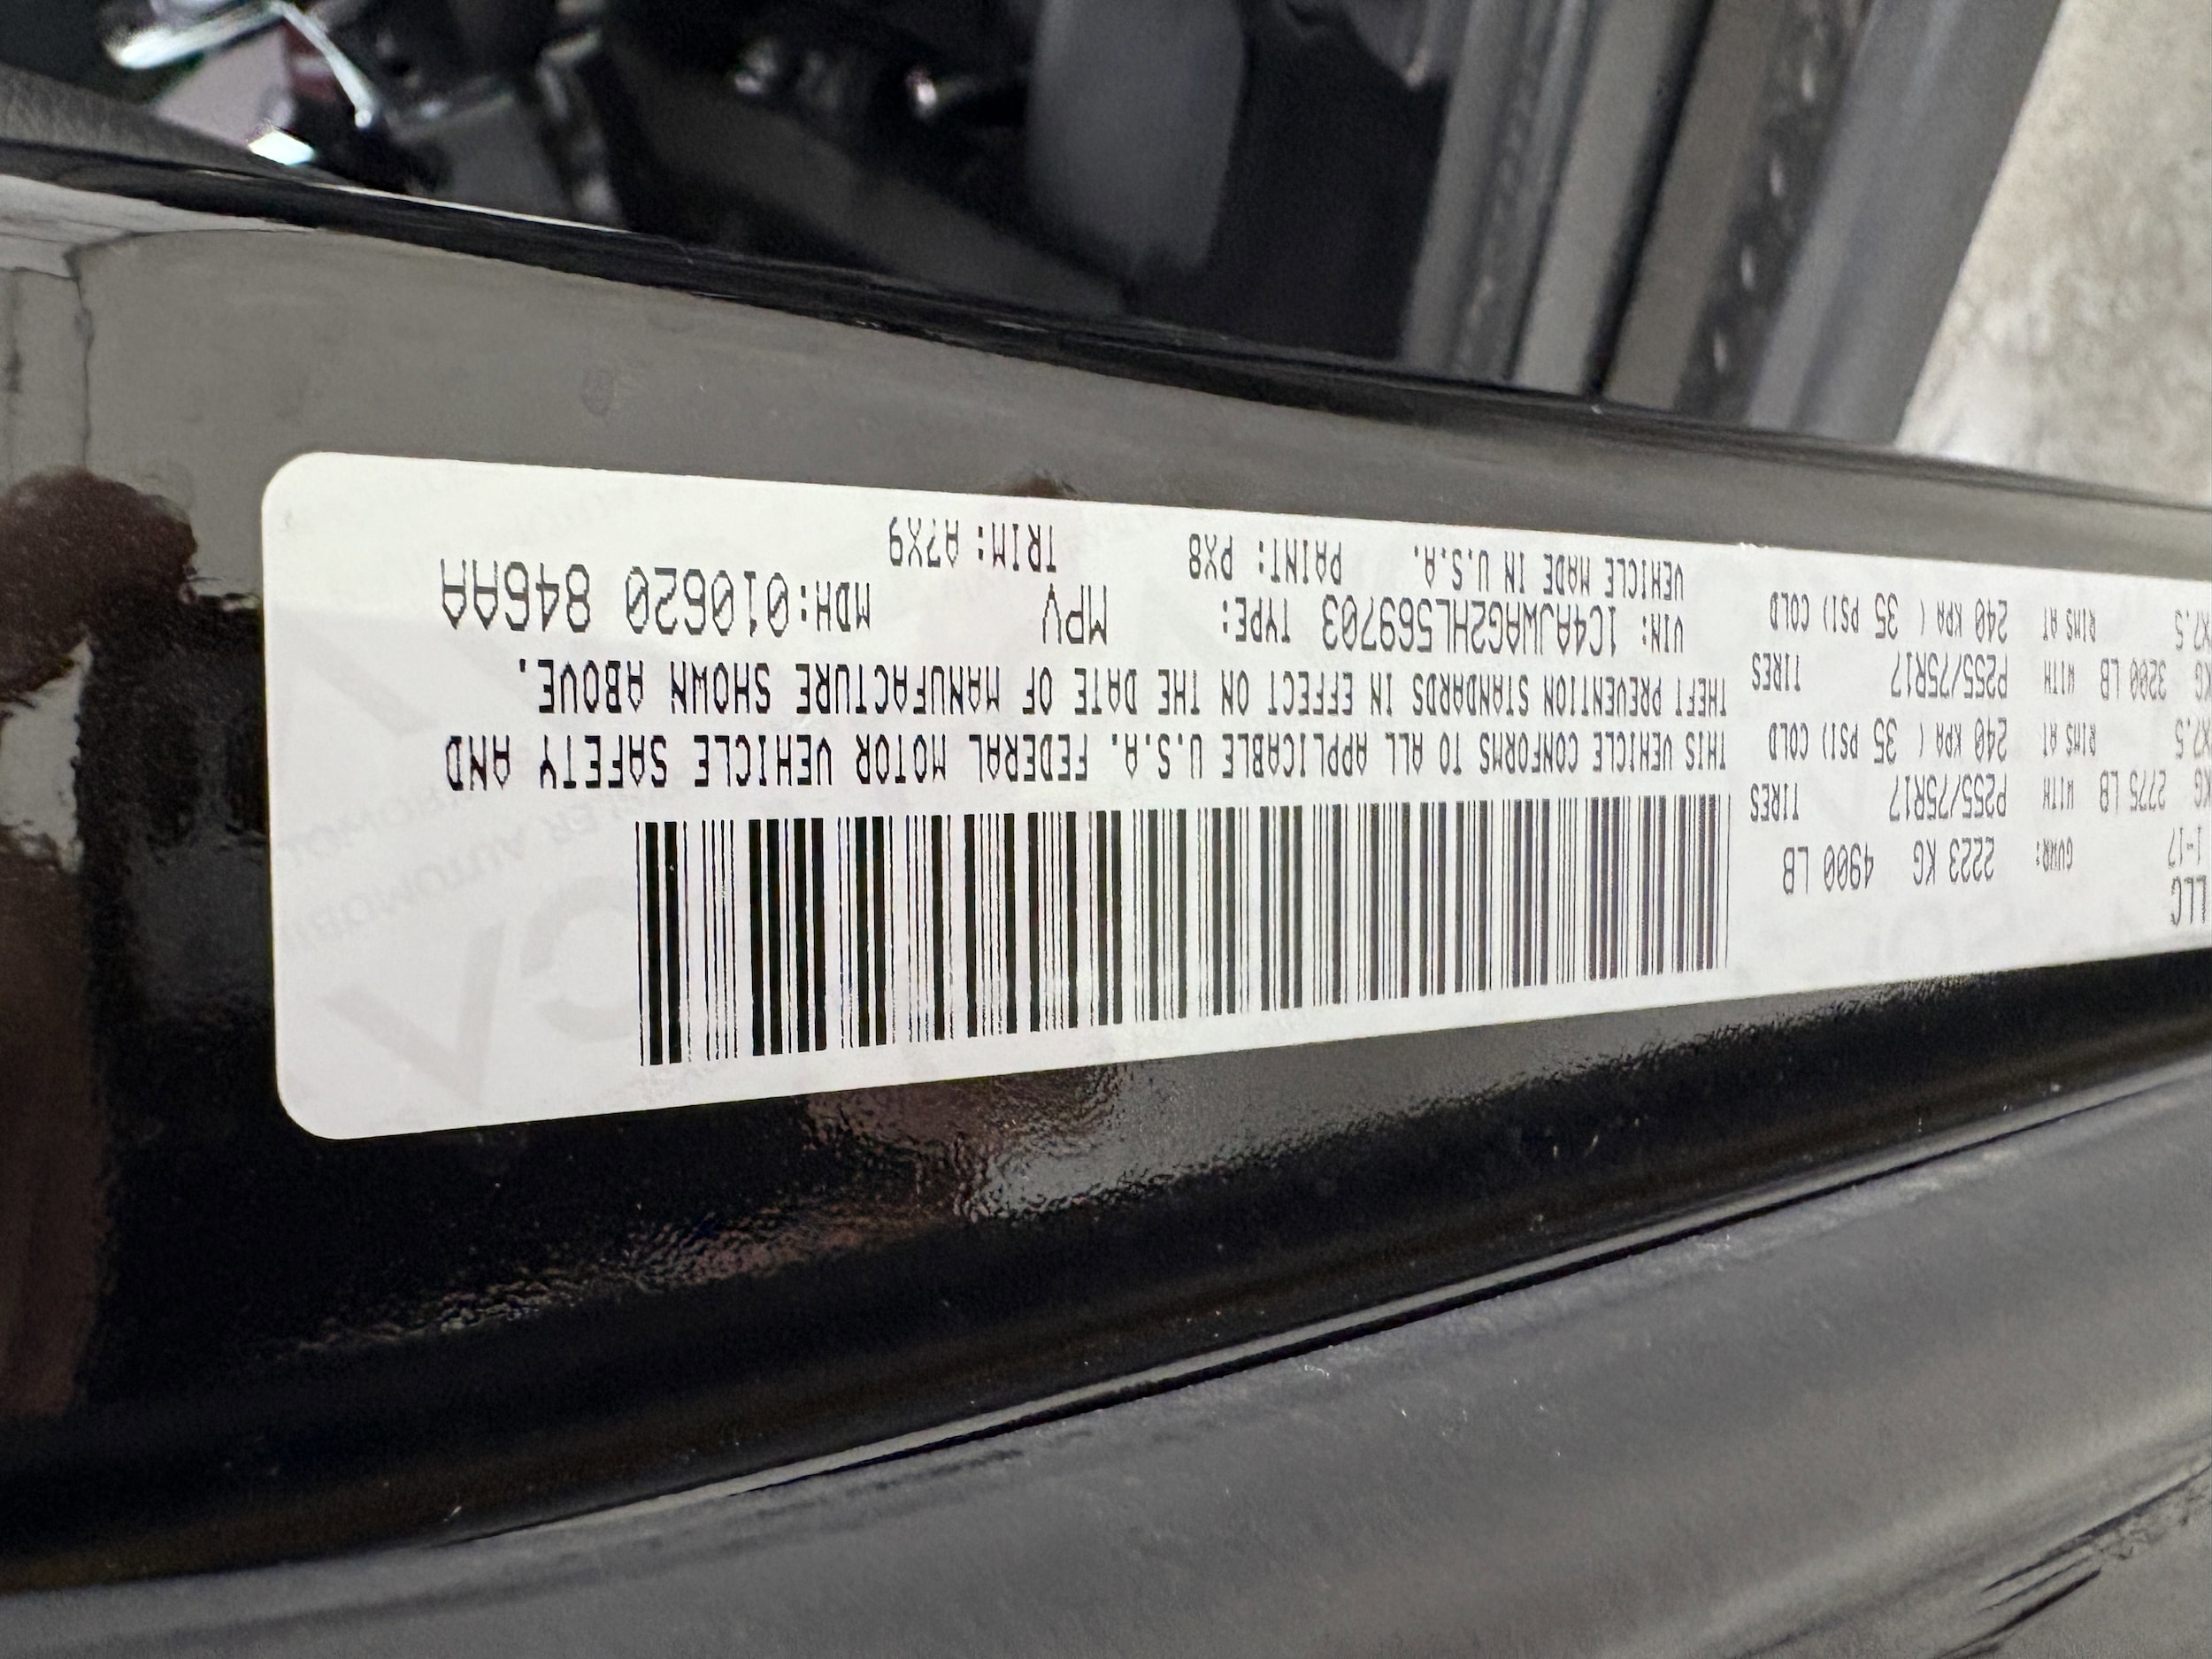 LLC
1-17 GVWR: 2223 KG 4900 LB
KG 2775 LB WITH P255/75R17 TIRES
X7.5 RIMS AT 240 KPA ( 35 PSI) COLD
KG 3200 LB WITH P255/75R17 TIRES
X7.5 RIMS AT 240 KPA ( 35 PSI) COLD
THIS VEHICLE CONFORMS TO ALL APPLICABLE U.S.A. FEDERAL MOTOR VEHICLE SAFETY AND
THEFT PREVENTION STANDARDS IN EFFECT ON THE DATE OF MANUFACTURE SHOWN ABOVE.
VIN: 1C4AJWAG2HL569703 TYPE: MPV MDH:010620 846AA
VEHICLE MADE IN U.S.A. PAINT: PX8 TRIM: A7X9